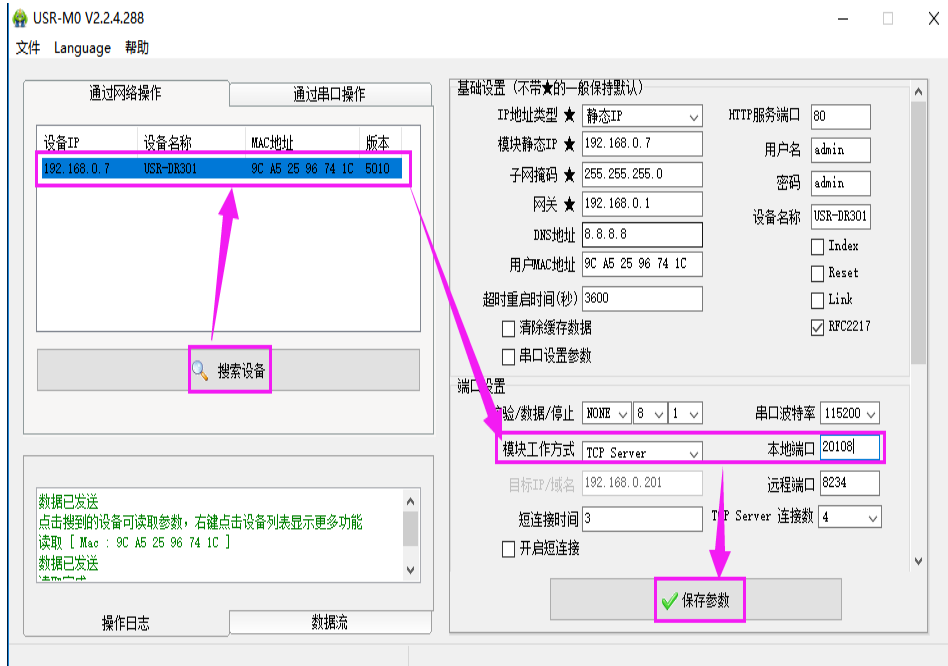 USR-M0 V2.2.4.288
文件 Language 帮助
通过网络操作 通过串口操作
设备IP 设备名称 MAC地址 版本
192.168.0.7 USR-DR301 9C A5 25 96 74 1C 5010
搜索设备
数据已发送
点击搜到的设备可读取参数，右键点击设备列表显示更多功能
读取 [ Mac : 9C A5 25 96 74 1C ]
数据已发送
读取完成
操作日志 数据流
基础设置 (不带★的一般保持默认)
IP地址类型 ★ 静态IP HTTP服务端口 80
模块静态IP ★ 192.168.0.7 用户名 admin
子网掩码 ★ 255.255.255.0 密码 admin
网关 ★ 192.168.0.1 设备名称 USR-DR301
DNS地址 8.8.8.8 Index
用户MAC地址 9C A5 25 96 74 1C Reset
超时重启时间(秒) 3600 Link
清除缓存数据 RFC2217
串口设置参数
端口设置
校验/数据/停止 NONE 8 1 串口波特率 115200
模块工作方式 TCP Server 本地端口 20108
目标IP/域名 192.168.0.201 远程端口 8234
短连接时间 3 TCP Server 连接数 4
开启短连接
保存参数